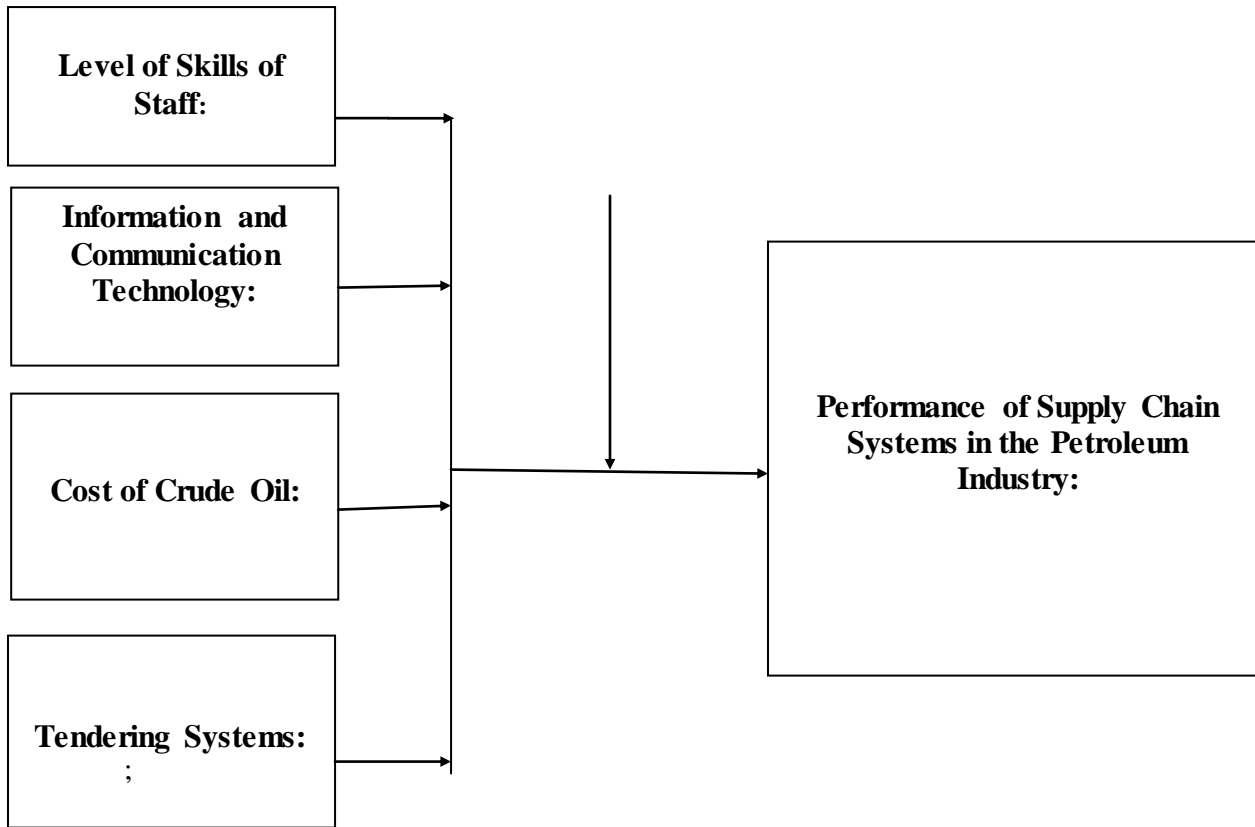 Level of Skills of
Staff:
Information and
Communication
Technology:
Cost of Crude Oil:
Tendering Systems:
;
Performance of Supply Chain
Systems in the Petroleum
Industry: